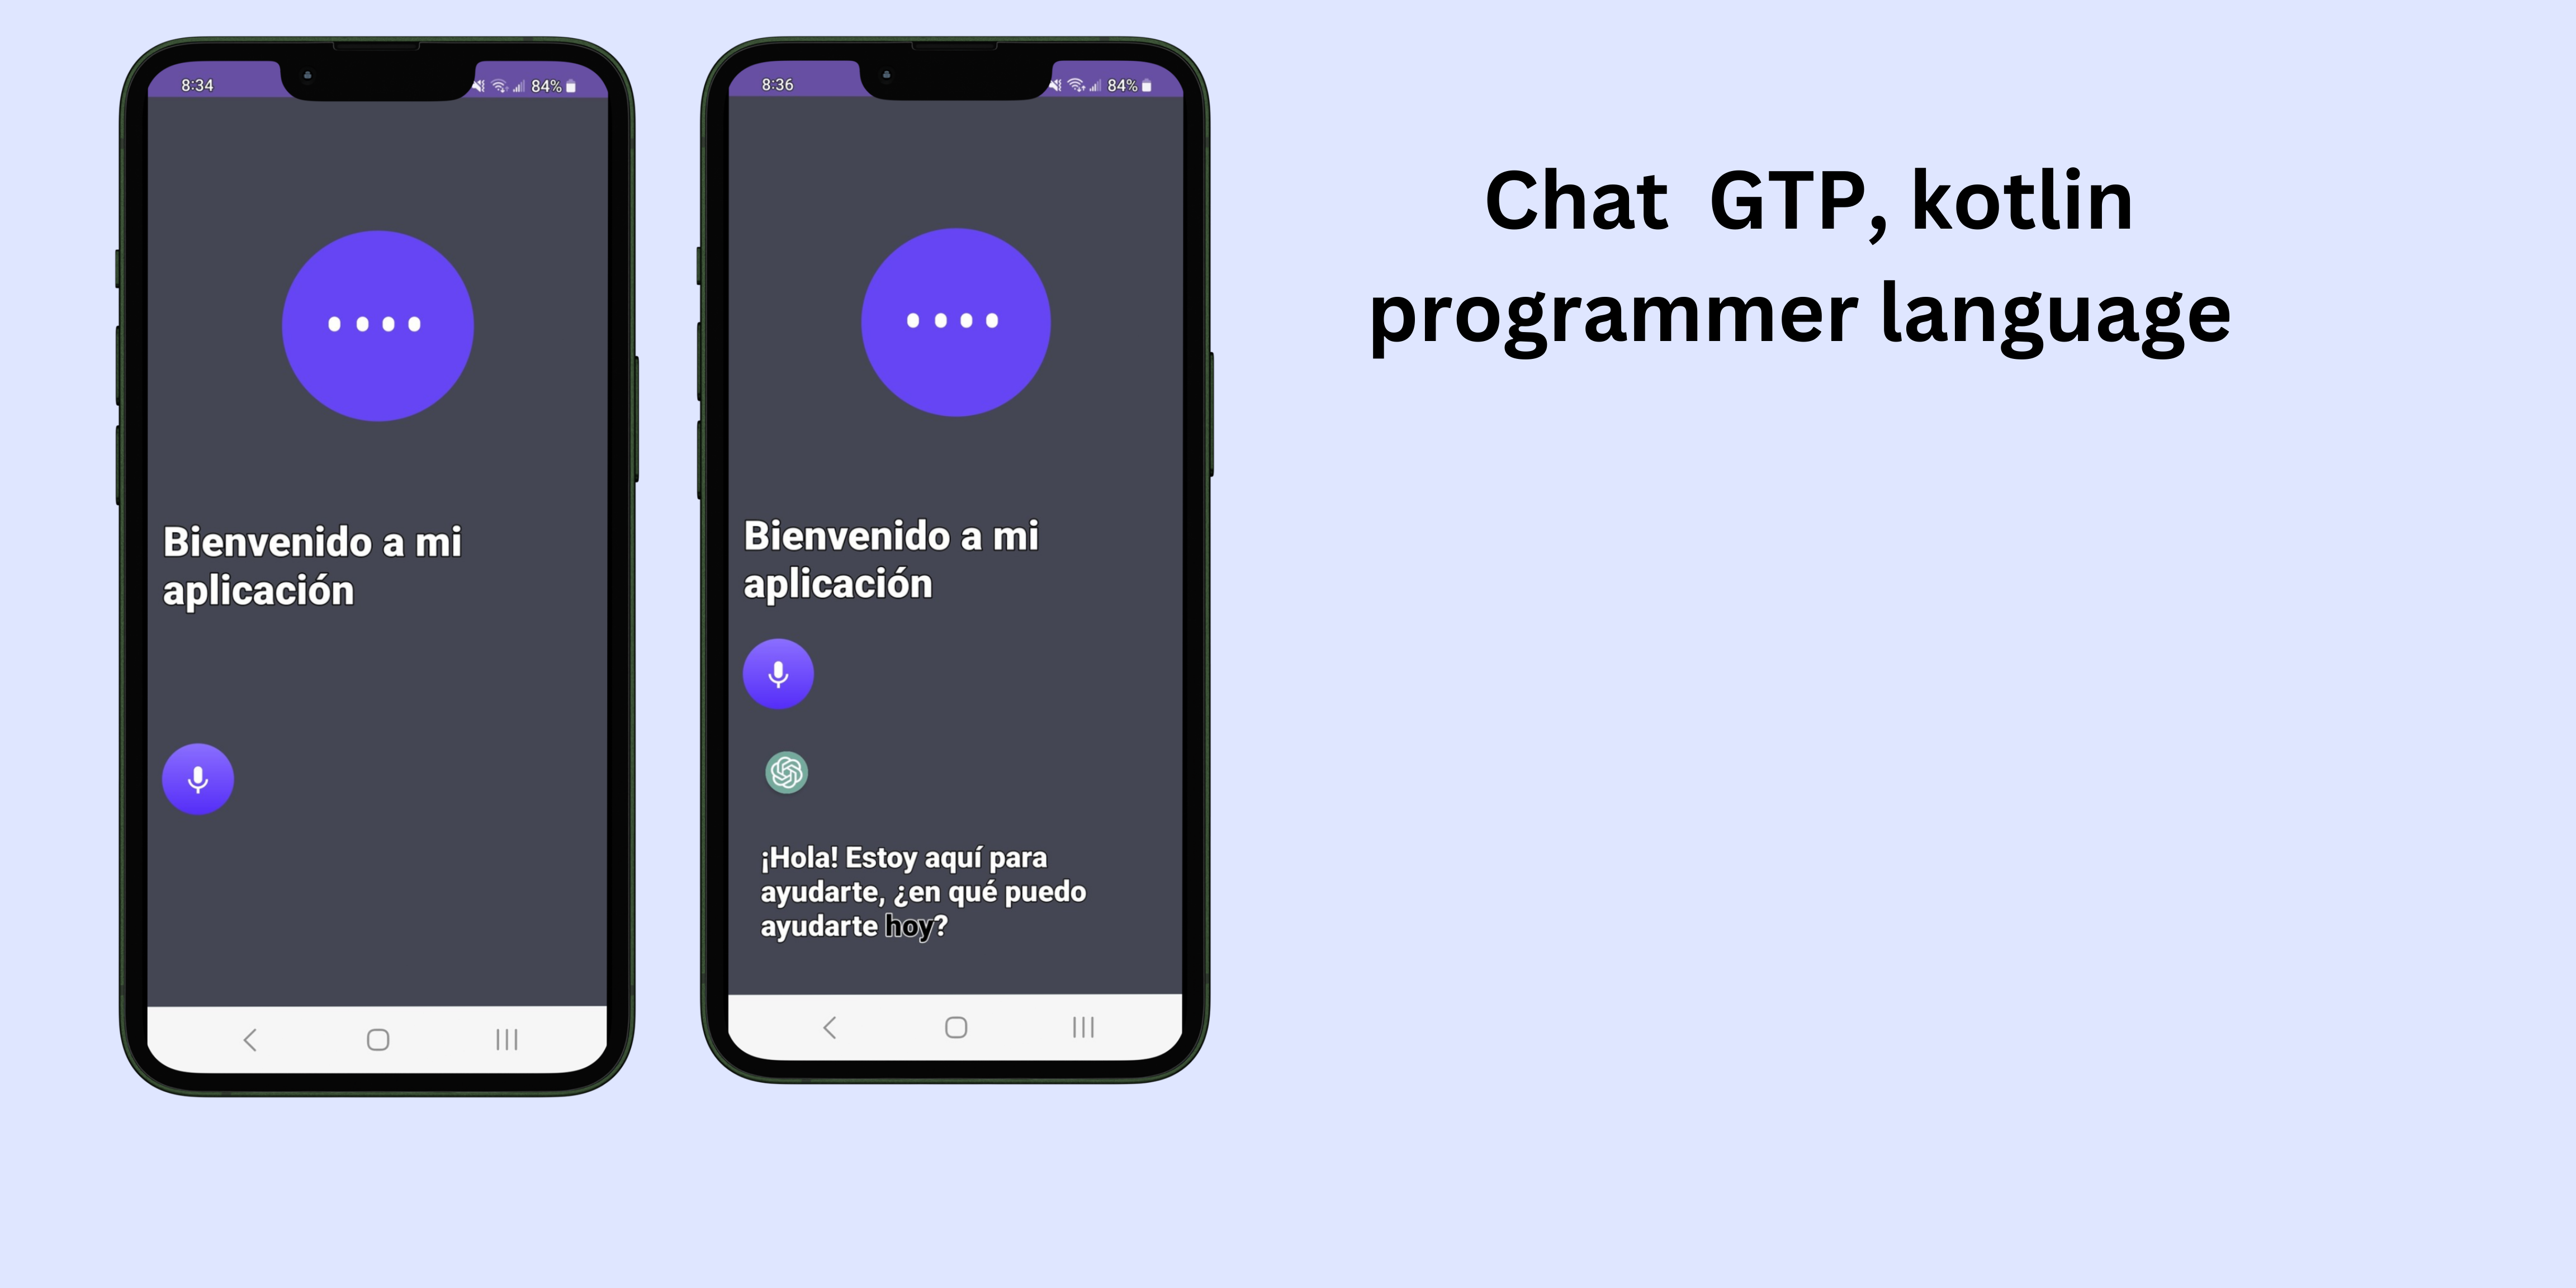 8:34
84%
Bienvenido a mi
aplicación
8:36
84%
Bienvenido a mi
aplicación
¡Hola! Estoy aquí para
ayudarte, ¿en qué puedo
ayudarte hoy?
Chat  GTP, kotlin
programmer language